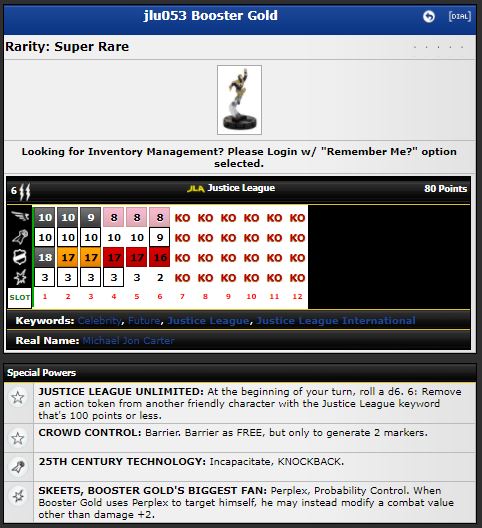 jlu053 Booster Gold
[DIAL]
Rarity: Super Rare
Looking for Inventory Management? Please Login w/ "Remember Me?" option
selected.
6 JLA Justice League 80 Points
10 10 9 8 8 8 KO KO KO KO KO KO
10 10 10 10 10 9 KO KO KO KO KO KO
18 17 17 17 17 16 KO KO KO KO KO KO
3 3 3 3 3 2 KO KO KO KO KO KO
SLOT 1 2 3 4 5 6 7 8 9 10 11 12
Keywords: Celebrity, Future, Justice League, Justice League International
Real Name: Michael Jon Carter
Special Powers
JUSTICE LEAGUE UNLIMITED: At the beginning of your turn, roll a d6. 6: Remove
an action token from another friendly character with the Justice League keyword
that's 100 points or less.
CROWD CONTROL: Barrier. Barrier as FREE, but only to generate 2 markers.
25TH CENTURY TECHNOLOGY: Incapacitate, KNOCKBACK.
SKEETS, BOOSTER GOLD'S BIGGEST FAN: Perplex, Probability Control. When
Booster Gold uses Perplex to target himself, he may instead modify a combat value
other than damage +2.